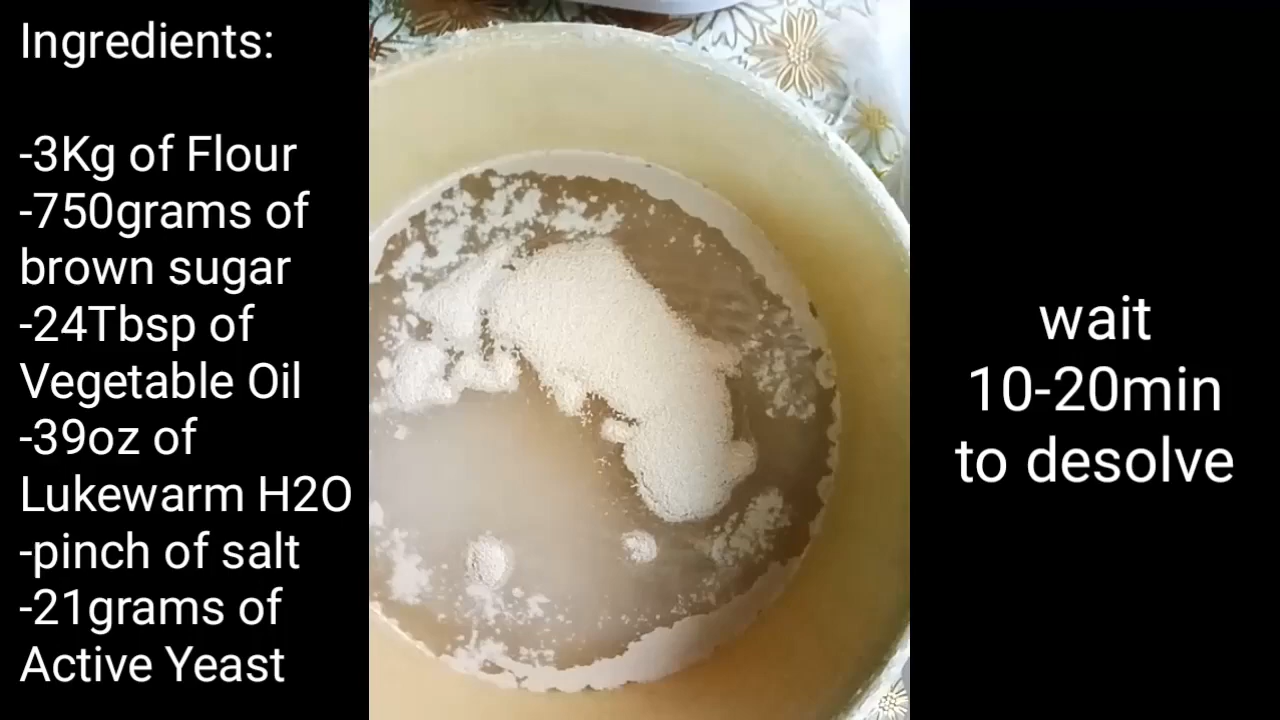 Ingredients:
-3Kg of Flour
-750grams of
brown sugar
-24Tbsp of
Vegetable Oil
-39oz of
Lukewarm H2O
-pinch of salt
-21grams of
Active Yeast
wait
10-20min
to desolve